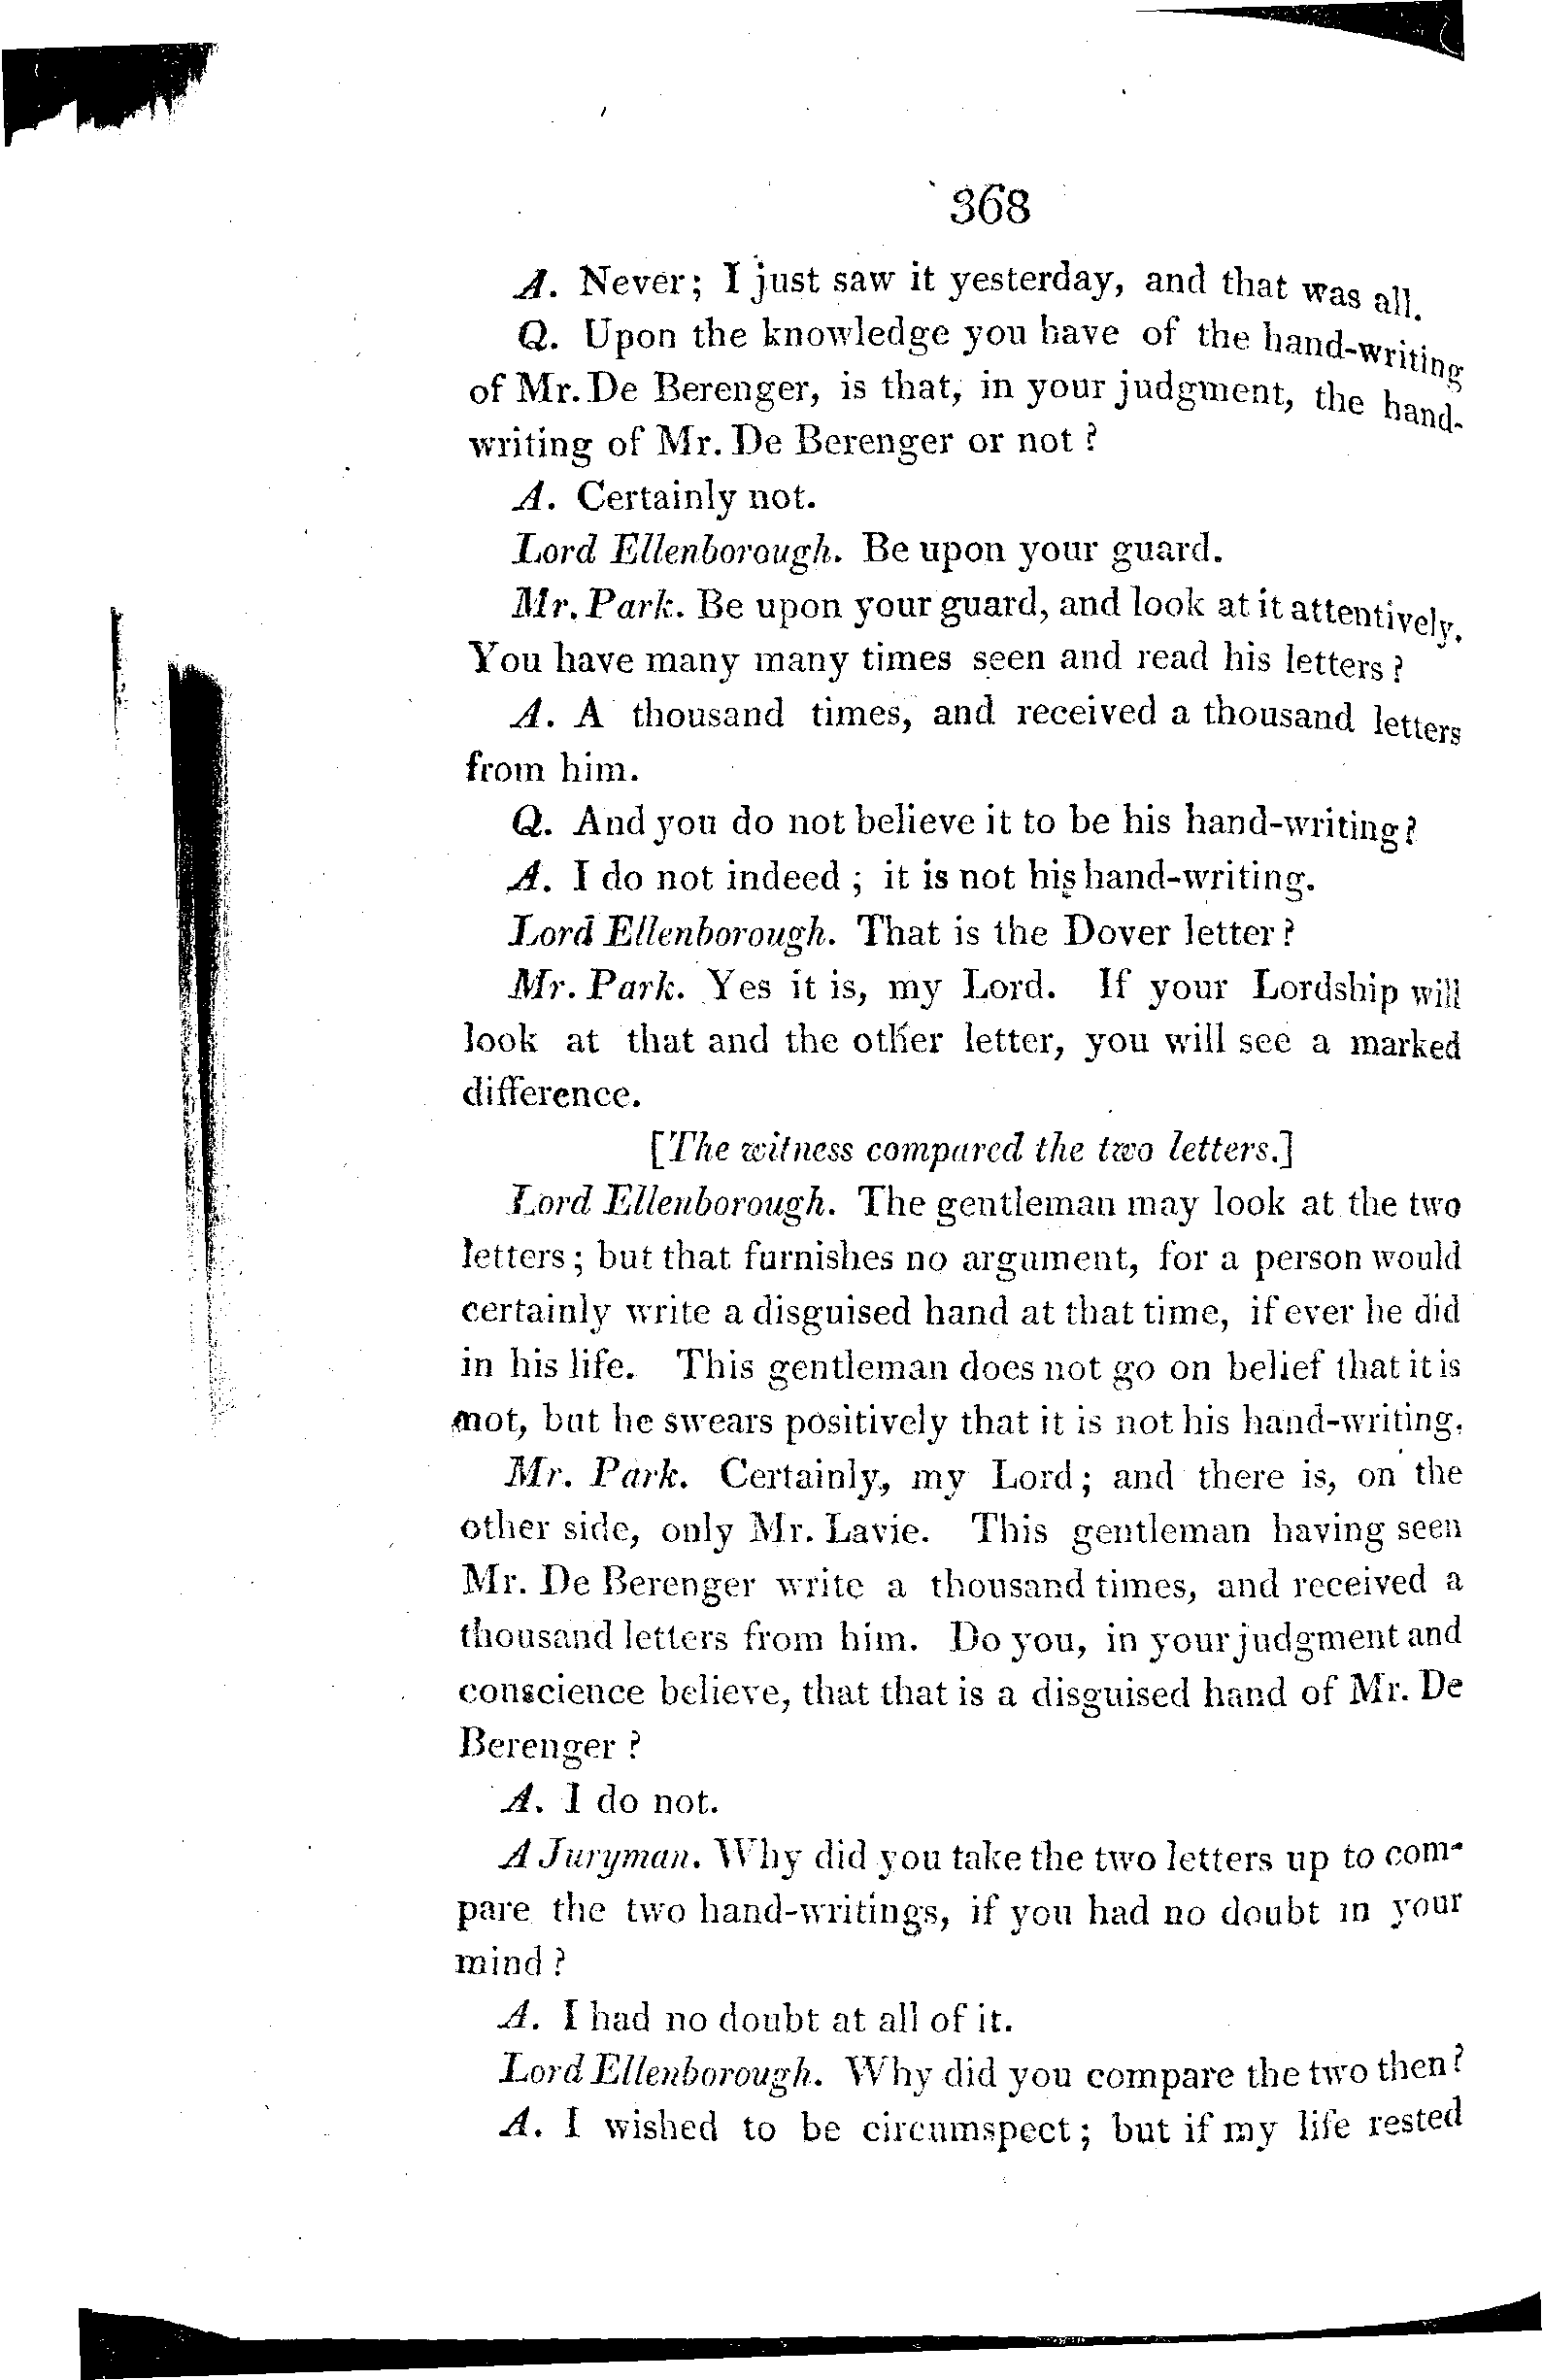 368
A. Never; I just saw it yesterday, and that was all.
Q. Upon the knowledge you have of the hand-writing
of Mr. De Berenger, is that, in your judgment, the hand-
writing of Mr. De Berenger or not?
A. Certainly not.
Lord Ellenborough. Be upon your guard.
Mr. Park. Be upon your guard, and look at it attentively.
You have many many times seen and read his letters?
A. A thousand times, and received a thousand letters
from him.
Q. And you do not believe it to be his hand-writing?
A. I do not indeed; it is not his hand-writing.
Lord Ellenborough. That is the Dover letter?
Mr. Park. Yes it is, my Lord. If your Lordship will
look at that and the other letter, you will see a marked
difference.
[The witness compared the two letters.]
Lord Ellenborough. The gentleman may look at the two
letters; but that furnishes no argument, for a person would
certainly write a disguised hand at that time, if ever he did
in his life. This gentleman does not go on belief that it is
not, but he swears positively that it is not his hand-writing.
Mr. Park. Certainly, my Lord; and there is, on the
other side, only Mr. Lavie. This gentleman having seen
Mr. De Berenger write a thousand times, and received a
thousand letters from him. Do you, in your judgment and
conscience believe, that that is a disguised hand of Mr. De
Berenger?
A. I do not.
A Juryman. Why did you take the two letters up to com-
pare the two hand-writings, if you had no doubt in your
mind?
A. I had no doubt at all of it.
Lord Ellenborough. Why did you compare the two then?
A. I wished to be circumspect; but if my life rested